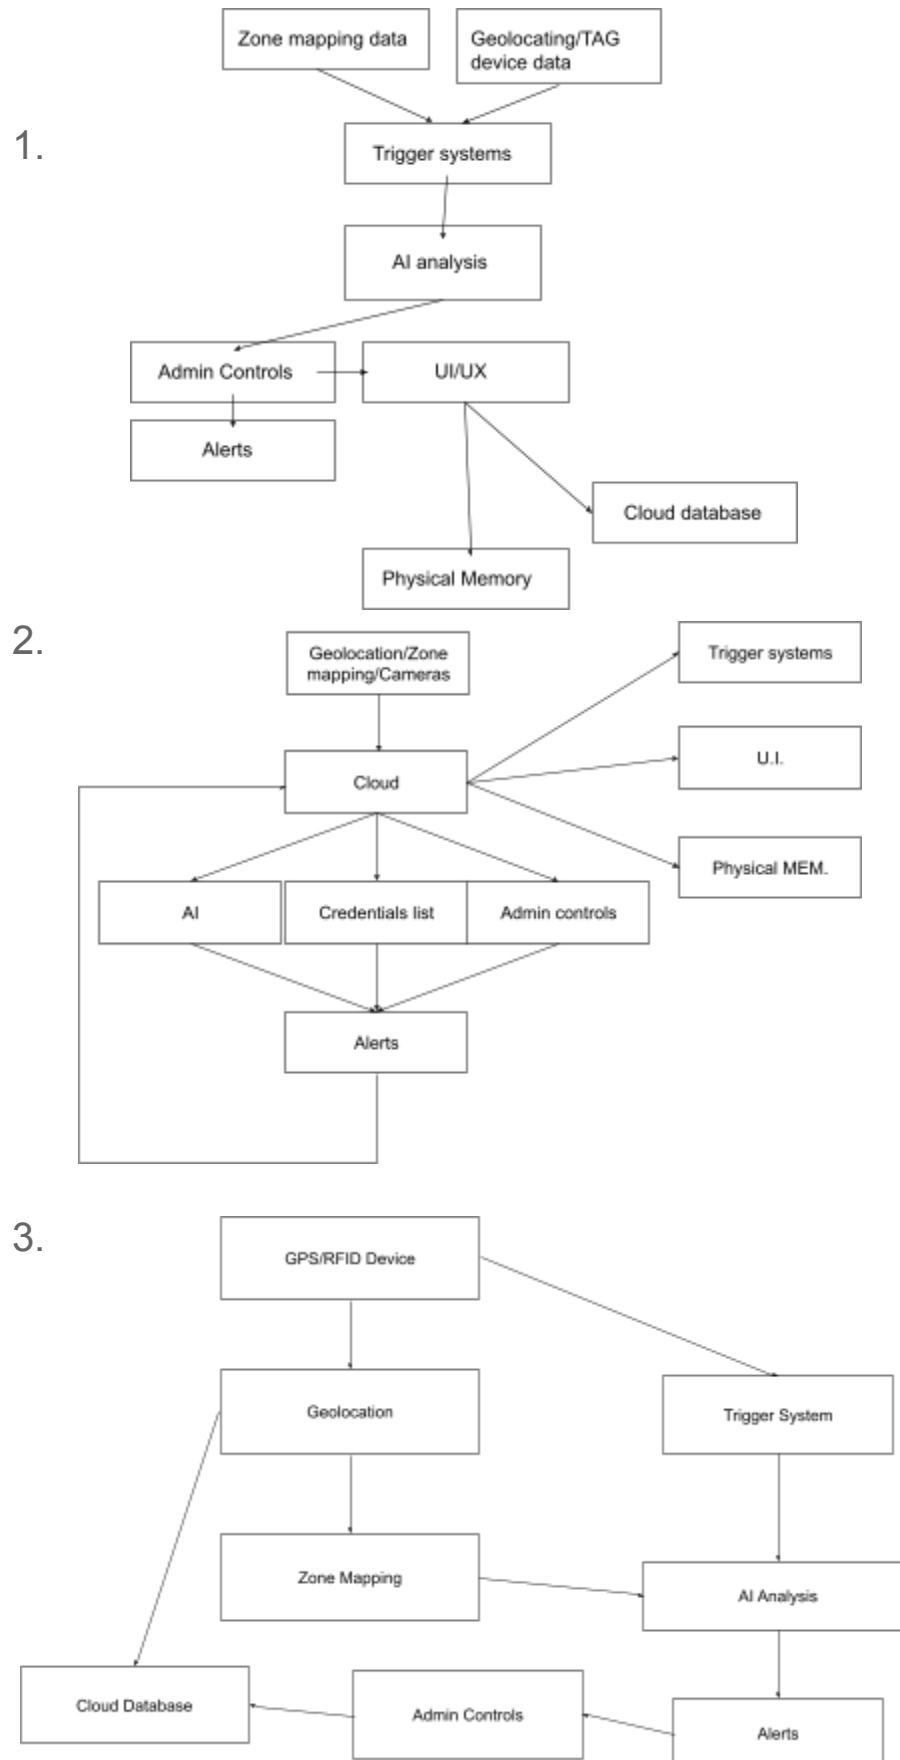 Zone mapping data
Geolocating/TAG
device data
1.
Trigger systems
AI analysis
Admin Controls
UI/UX
Alerts
Cloud database
Physical Memory
2.
Geolocation/Zone
mapping/Cameras
Trigger systems
U.I.
Cloud
Physical MEM.
AI
Credentials list
Admin controls
Alerts
3.
GPS/RFID Device
Geolocation
Trigger System
Zone Mapping
AI Analysis
Cloud Database
Admin Controls
Alerts